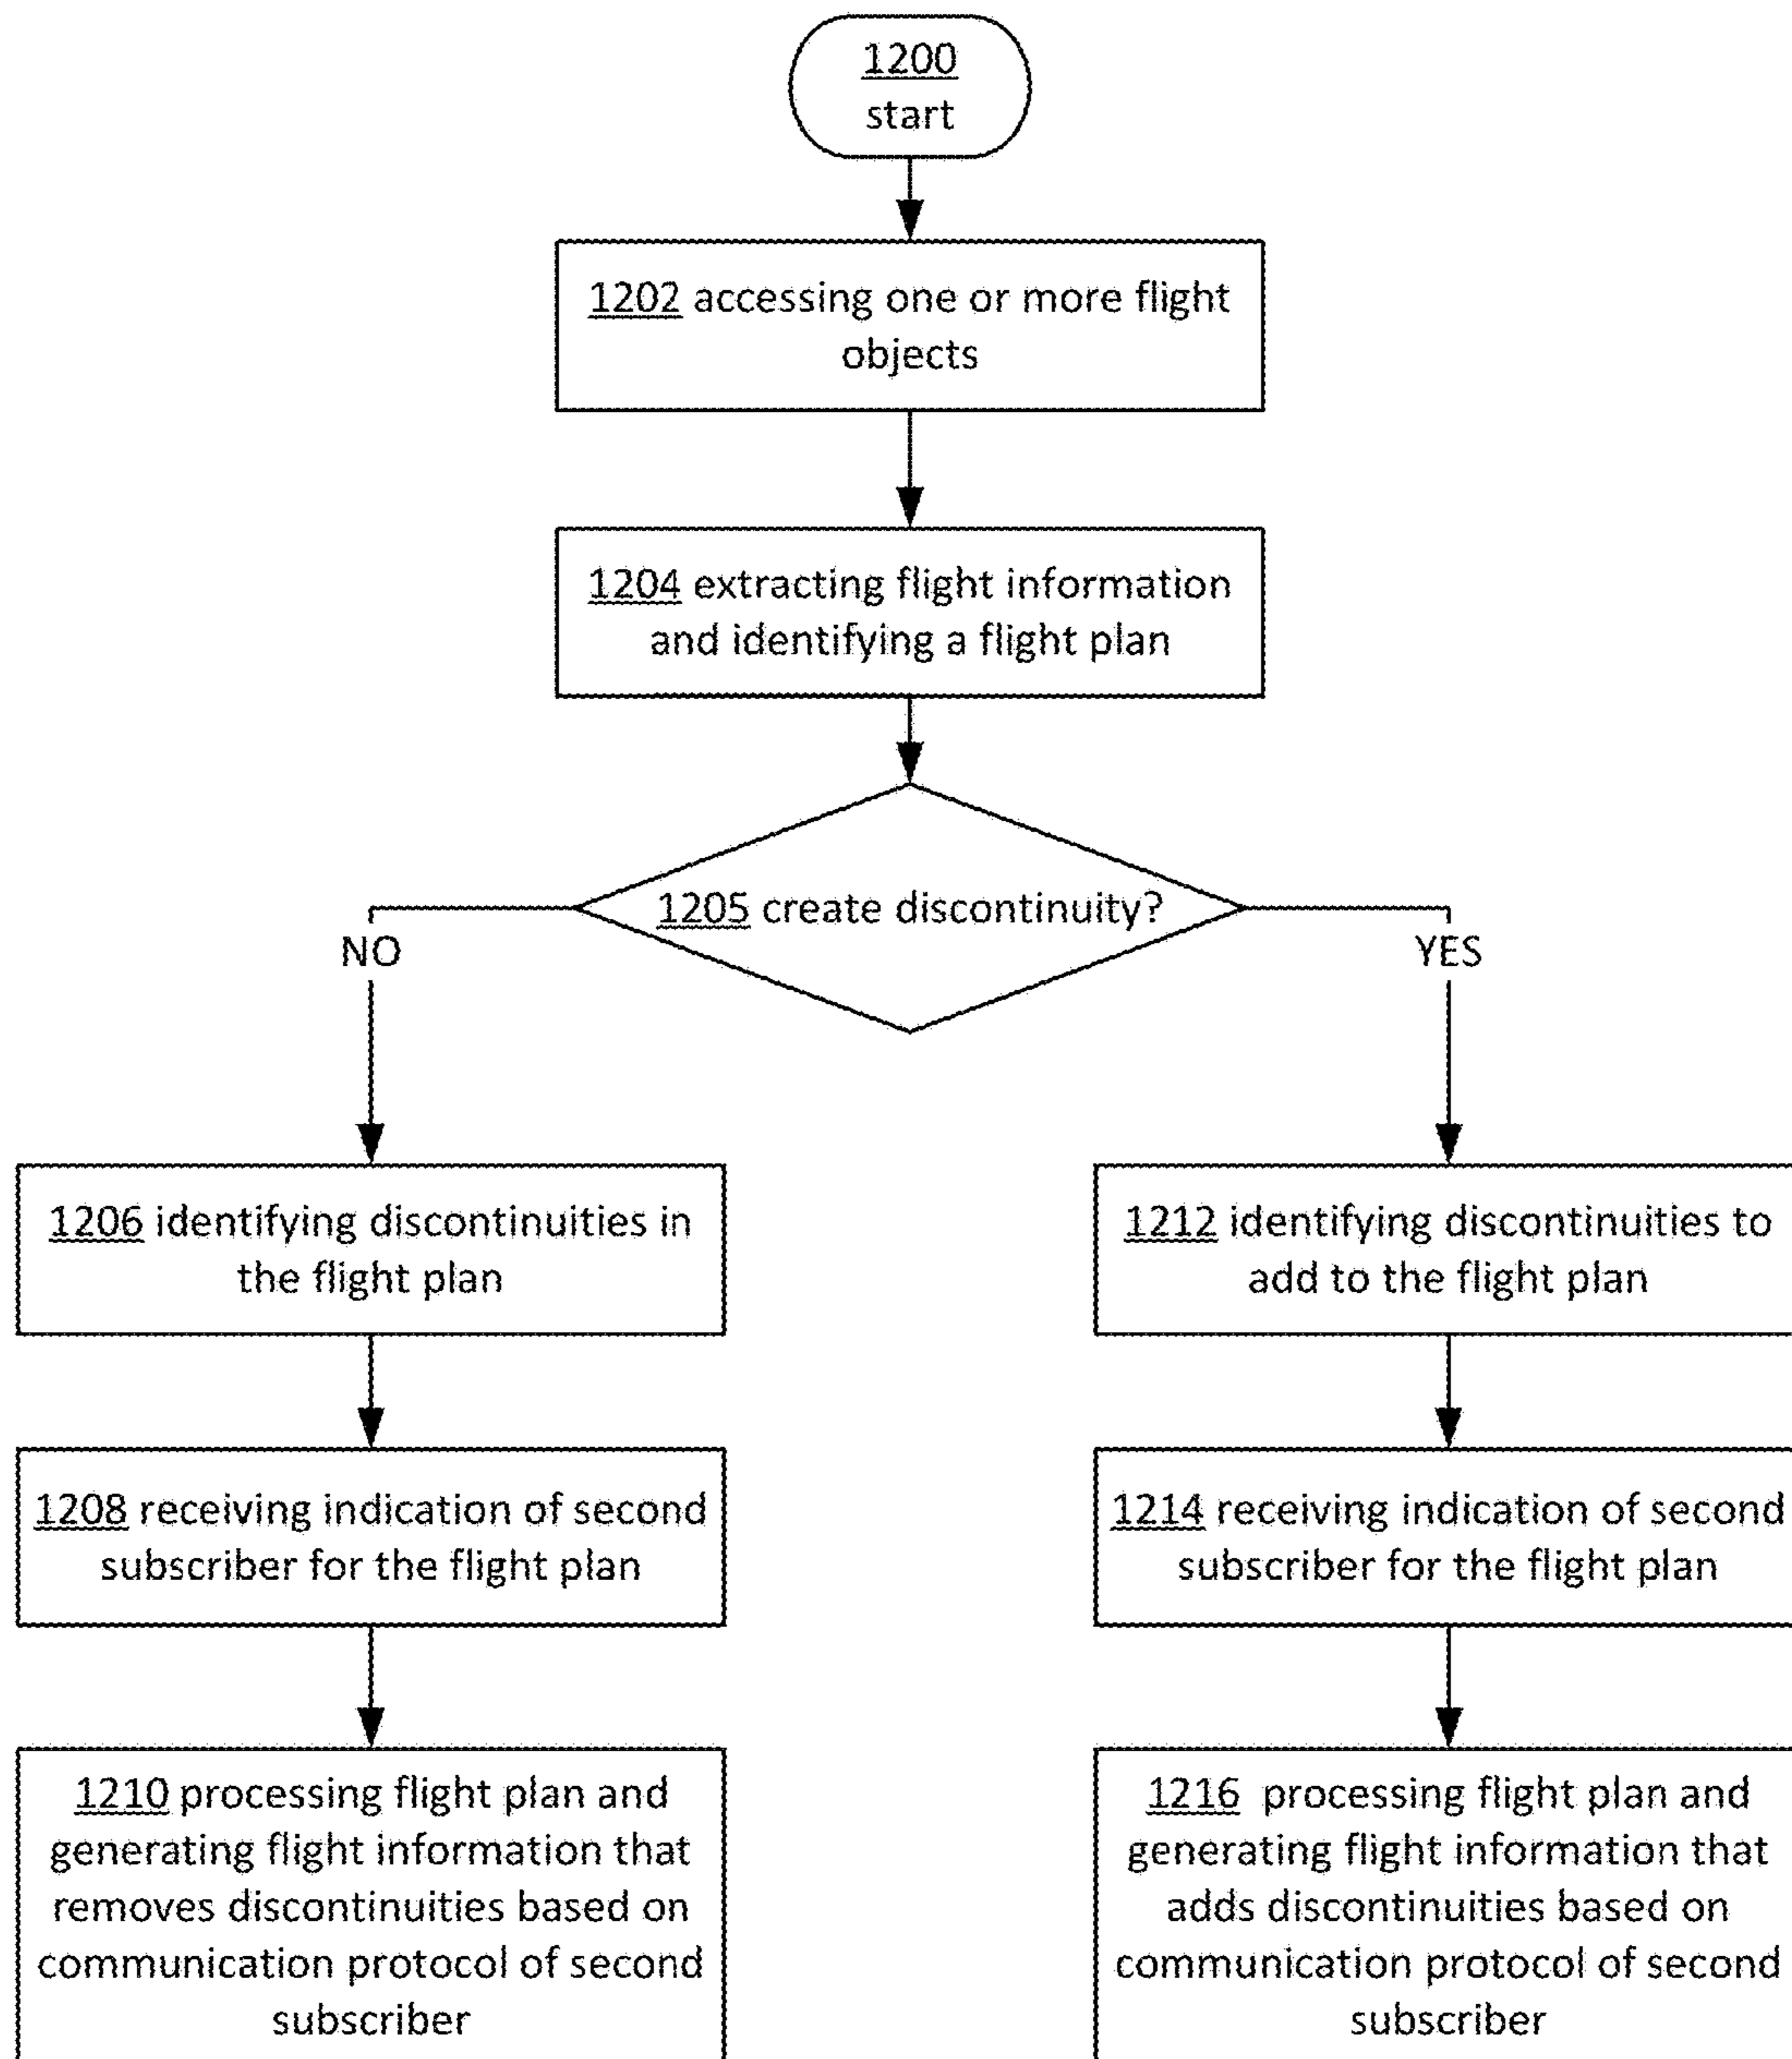 1200
start
1202 accessing one or more flight
objects
1204 extracting flight information
and identifying a flight plan
1205 create discontinuity?
NO
YES
1206 identifying discontinuities in
the flight plan
1208 receiving indication of second
subscriber for the flight plan
1210 processing flight plan and
generating flight information that
removes discontinuities based on
communication protocol of second
subscriber
1212 identifying discontinuities to
add to the flight plan
1214 receiving indication of second
subscriber for the flight plan
1216 processing flight plan and
generating flight information that
adds discontinuities based on
communication protocol of second
subscriber